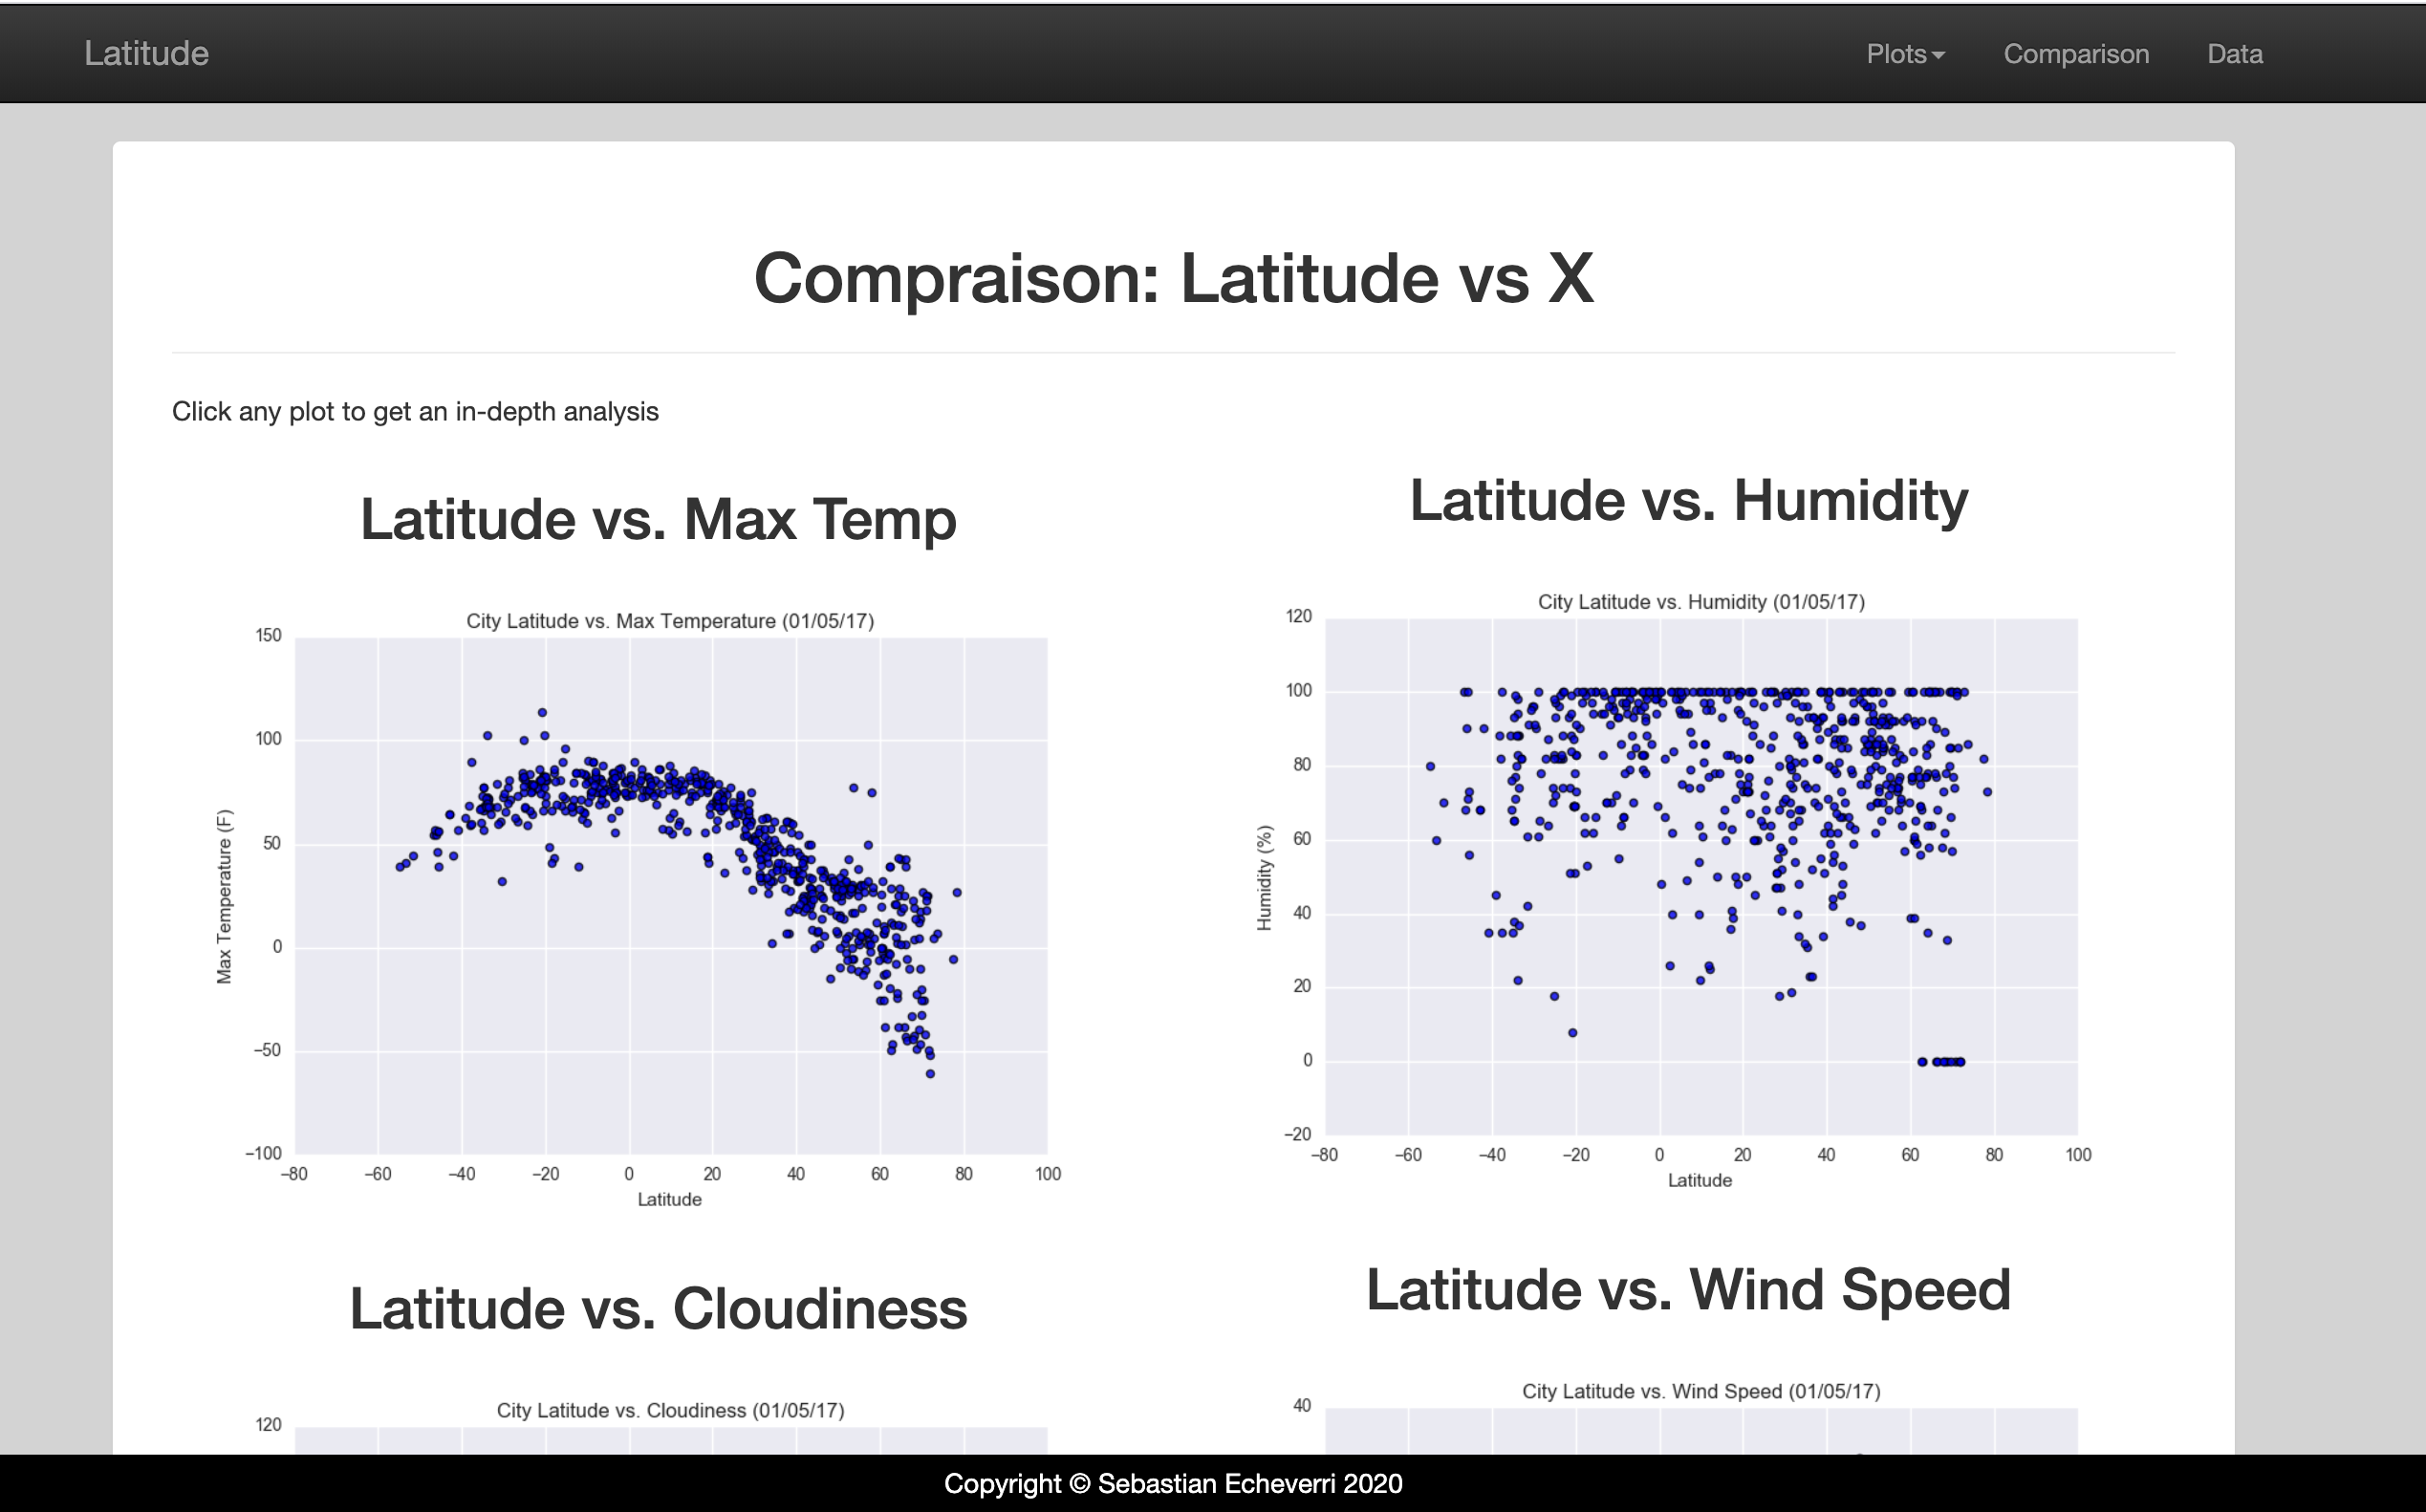 Latitude
Plots Comparison Data
Compraison: Latitude vs X
Click any plot to get an in-depth analysis
Latitude vs. Max Temp
City Latitude vs. Max Temperature (01/05/17)
Max Temperature (F)
150
100
50
0
−50
−100
−80 −60 −40 −20 0 20 40 60 80 100
Latitude
Latitude vs. Humidity
City Latitude vs. Humidity (01/05/17)
Humidity (%)
120
100
80
60
40
20
0
−20
−80 −60 −40 −20 0 20 40 60 80 100
Latitude
Latitude vs. Cloudiness
City Latitude vs. Cloudiness (01/05/17)
120
Latitude vs. Wind Speed
City Latitude vs. Wind Speed (01/05/17)
40
Copyright © Sebastian Echeverri 2020